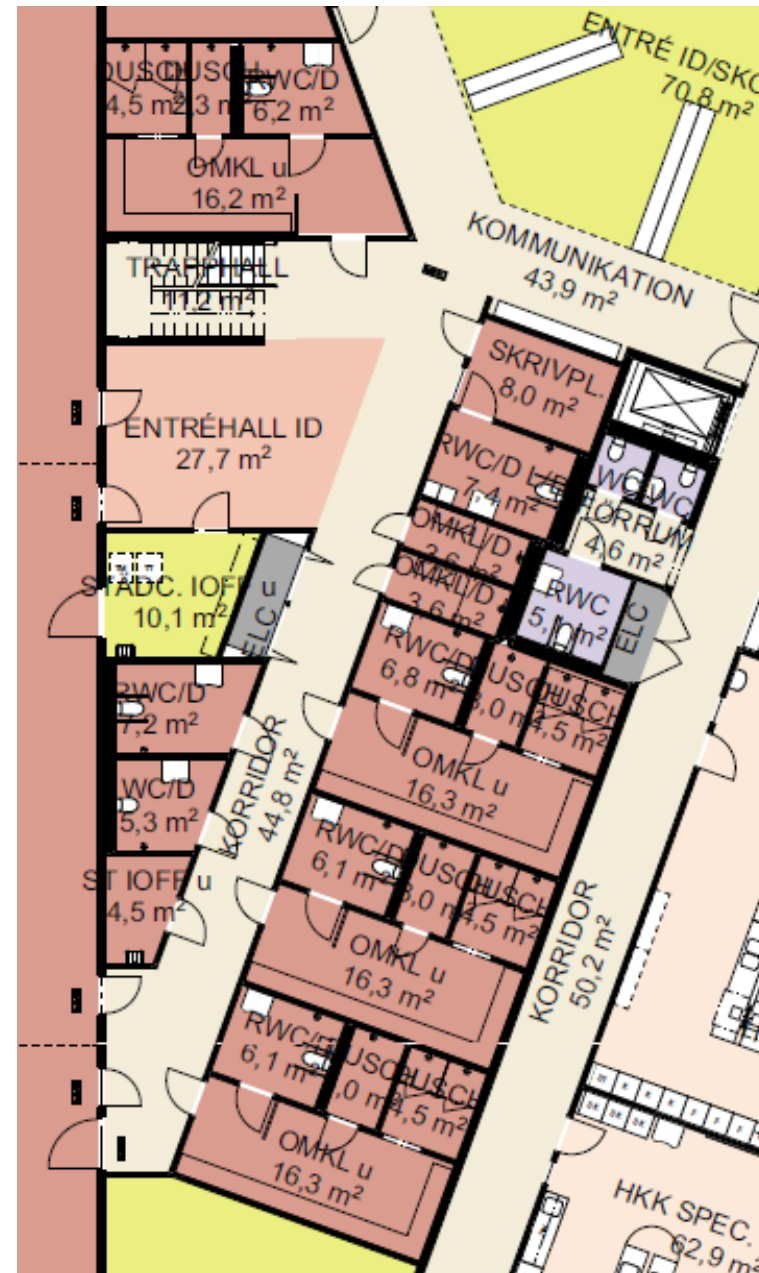 ENTRÉ ID/SKO
70,8 m²
DUSCH
4,5 m²
DUSCH
2,3 m²
RWC/D
6,2 m²
OMKL u
16,2 m²
KOMMUNIKATION
43,9 m²
TRAPPHALL
11,2 m²
SKRIVPL.
8,0 m²
ENTRÉHALL ID
27,7 m²
RWC/D L/D
7,4 m²
WC
WC
FÖRRUM
4,6 m²
OMKL/D
3,6 m²
OMKL/D
3,6 m²
STÄDC. IOFF u
10,1 m²
ELC
RWC
ELC
RWC/D
6,8 m²
DUSCH
3,0 m²
DUSCH
4,5 m²
RWC/D
7,2 m²
OMKL u
16,3 m²
KORRIDOR
44,8 m²
WC/D
5,3 m²
RWC/D
6,1 m²
DUSCH
3,0 m²
DUSCH
4,5 m²
ST IOFF u
4,5 m²
OMKL u
16,3 m²
KORRIDOR
50,2 m²
RWC/D
6,1 m²
DUSCH
3,0 m²
DUSCH
4,5 m²
OMKL u
16,3 m²
HKK SPEC.
62,9 m²